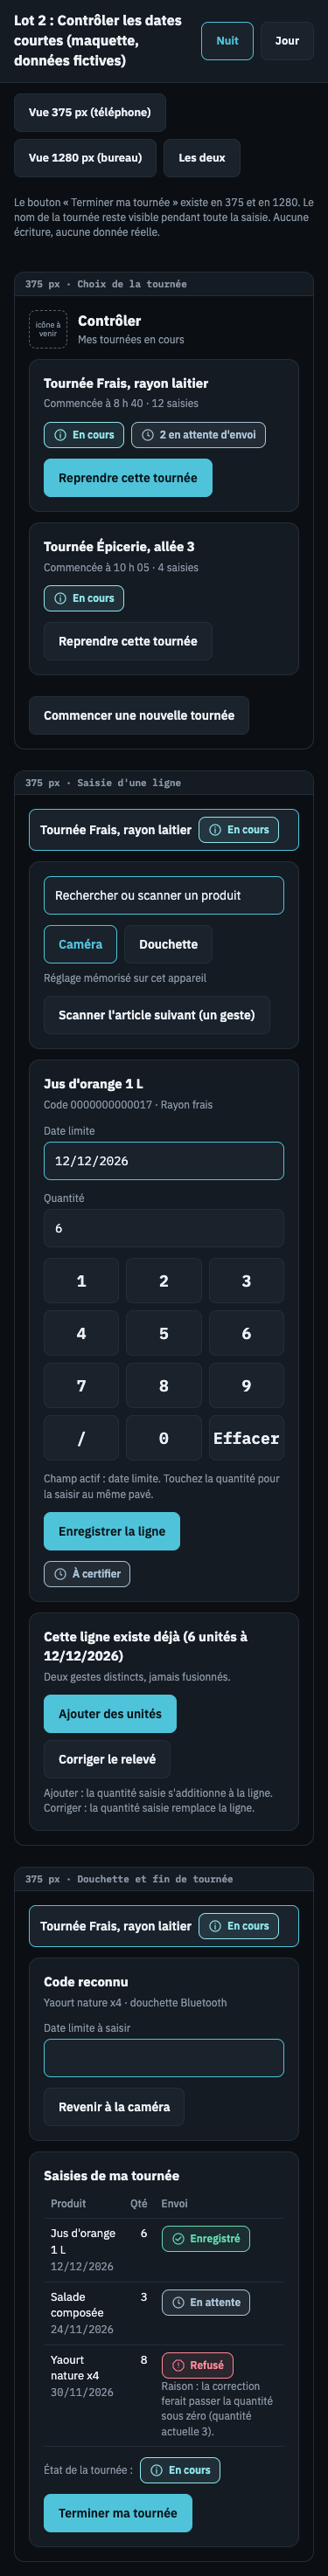 Lot 2 : Contrôler les dates
courtes (maquette,
données fictives)
Nuit
Jour
Vue 375 px (téléphone)
Vue 1280 px (bureau)
Les deux
Le bouton « Terminer ma tournée » existe en 375 et en 1280. Le
nom de la tournée reste visible pendant toute la saisie. Aucune
écriture, aucune donnée réelle.
375 px · Choix de la tournée
icône à
venir
Contrôler
Mes tournées en cours
Tournée Frais, rayon laitier
Commencée à 8 h 40 · 12 saisies
En cours
2 en attente d'envoi
Reprendre cette tournée
Tournée Épicerie, allée 3
Commencée à 10 h 05 · 4 saisies
En cours
Reprendre cette tournée
Commencer une nouvelle tournée
375 px · Saisie d'une ligne
Tournée Frais, rayon laitier
En cours
Rechercher ou scanner un produit
Caméra
Douchette
Réglage mémorisé sur cet appareil
Scanner l'article suivant (un geste)
Jus d'orange 1 L
Code 0000000000017 · Rayon frais
Date limite
12/12/2026
Quantité
6
1 2 3
4 5 6
7 8 9
/ 0 Effacer
Champ actif : date limite. Touchez la quantité pour
la saisir au même pavé.
Enregistrer la ligne
À certifier
Cette ligne existe déjà (6 unités à
12/12/2026)
Deux gestes distincts, jamais fusionnés.
Ajouter des unités
Corriger le relevé
Ajouter : la quantité saisie s'additionne à la ligne.
Corriger : la quantité saisie remplace la ligne.
375 px · Douchette et fin de tournée
Tournée Frais, rayon laitier
En cours
Code reconnu
Yaourt nature x4 · douchette Bluetooth
Date limite à saisir
Revenir à la caméra
Saisies de ma tournée
Produit Qté Envoi
Jus d'orange 6 Enregistré
1 L
12/12/2026
Salade 3 En attente
composée
24/11/2026
Yaourt 8 Refusé
nature x4
30/11/2026
Raison : la correction
ferait passer la quantité
sous zéro (quantité
actuelle 3).
État de la tournée :
En cours
Terminer ma tournée